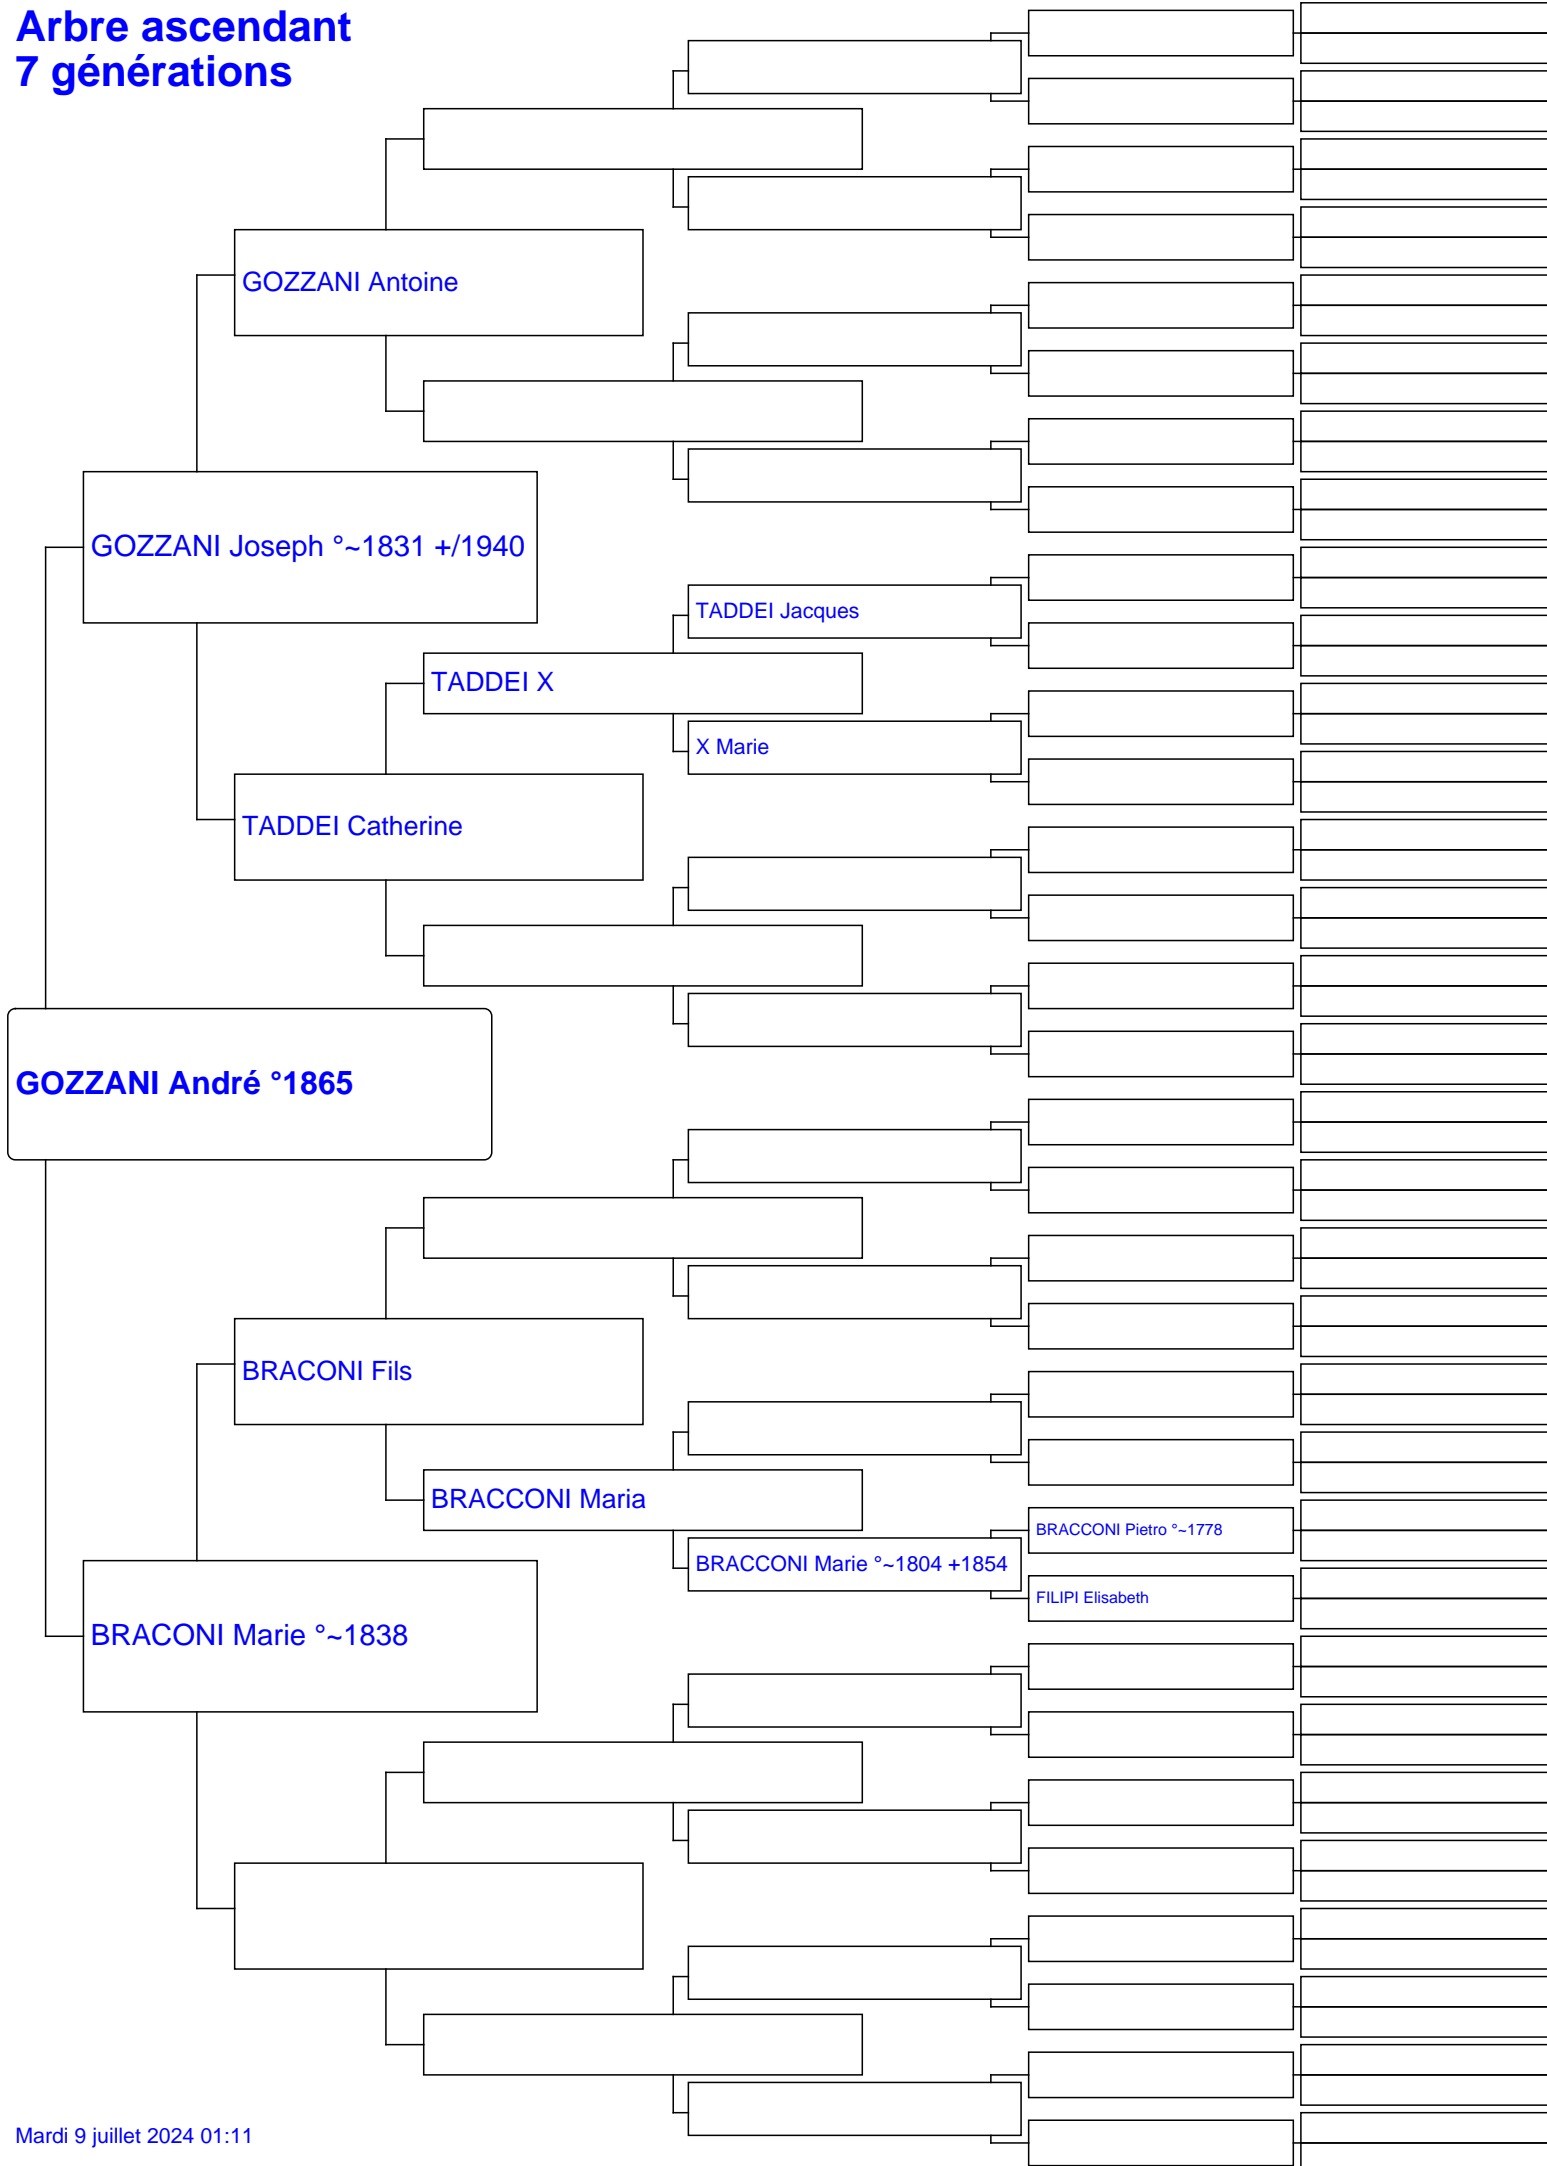 Arbre ascendant
7 générations
GOZZANI Antoine
GOZZANI Joseph °~1831 +/1940
TADDEI Jacques
TADDEI X
X Marie
TADDEI Catherine
GOZZANI André °1865
BRACONI Fils
BRACCONI Maria
BRACCONI Pietro °~1778
BRACCONI Marie °~1804 +1854
FILIPI Elisabeth
BRACONI Marie °~1838
Mardi 9 juillet 2024 01:11